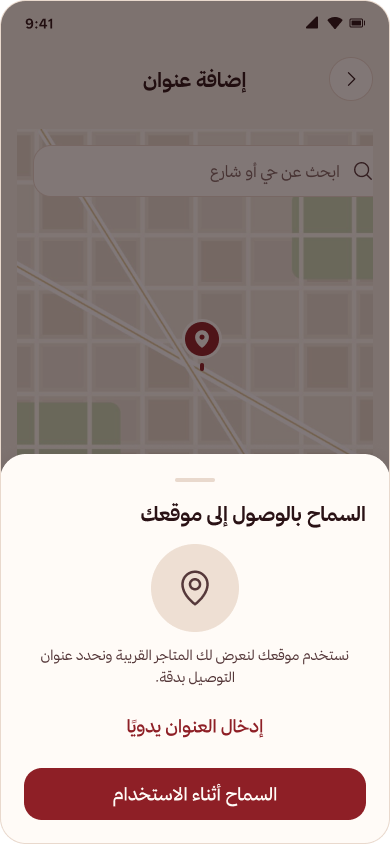 9:41
إضافة عنوان
ابحث عن حي أو شارع
السماح بالوصول إلى موقعك
نستخدم موقعك لنعرض لك المتاجر القريبة ونحدد عنوان
التوصيل بدقة.
إدخال العنوان يدويًا
السماح أثناء الاستخدام